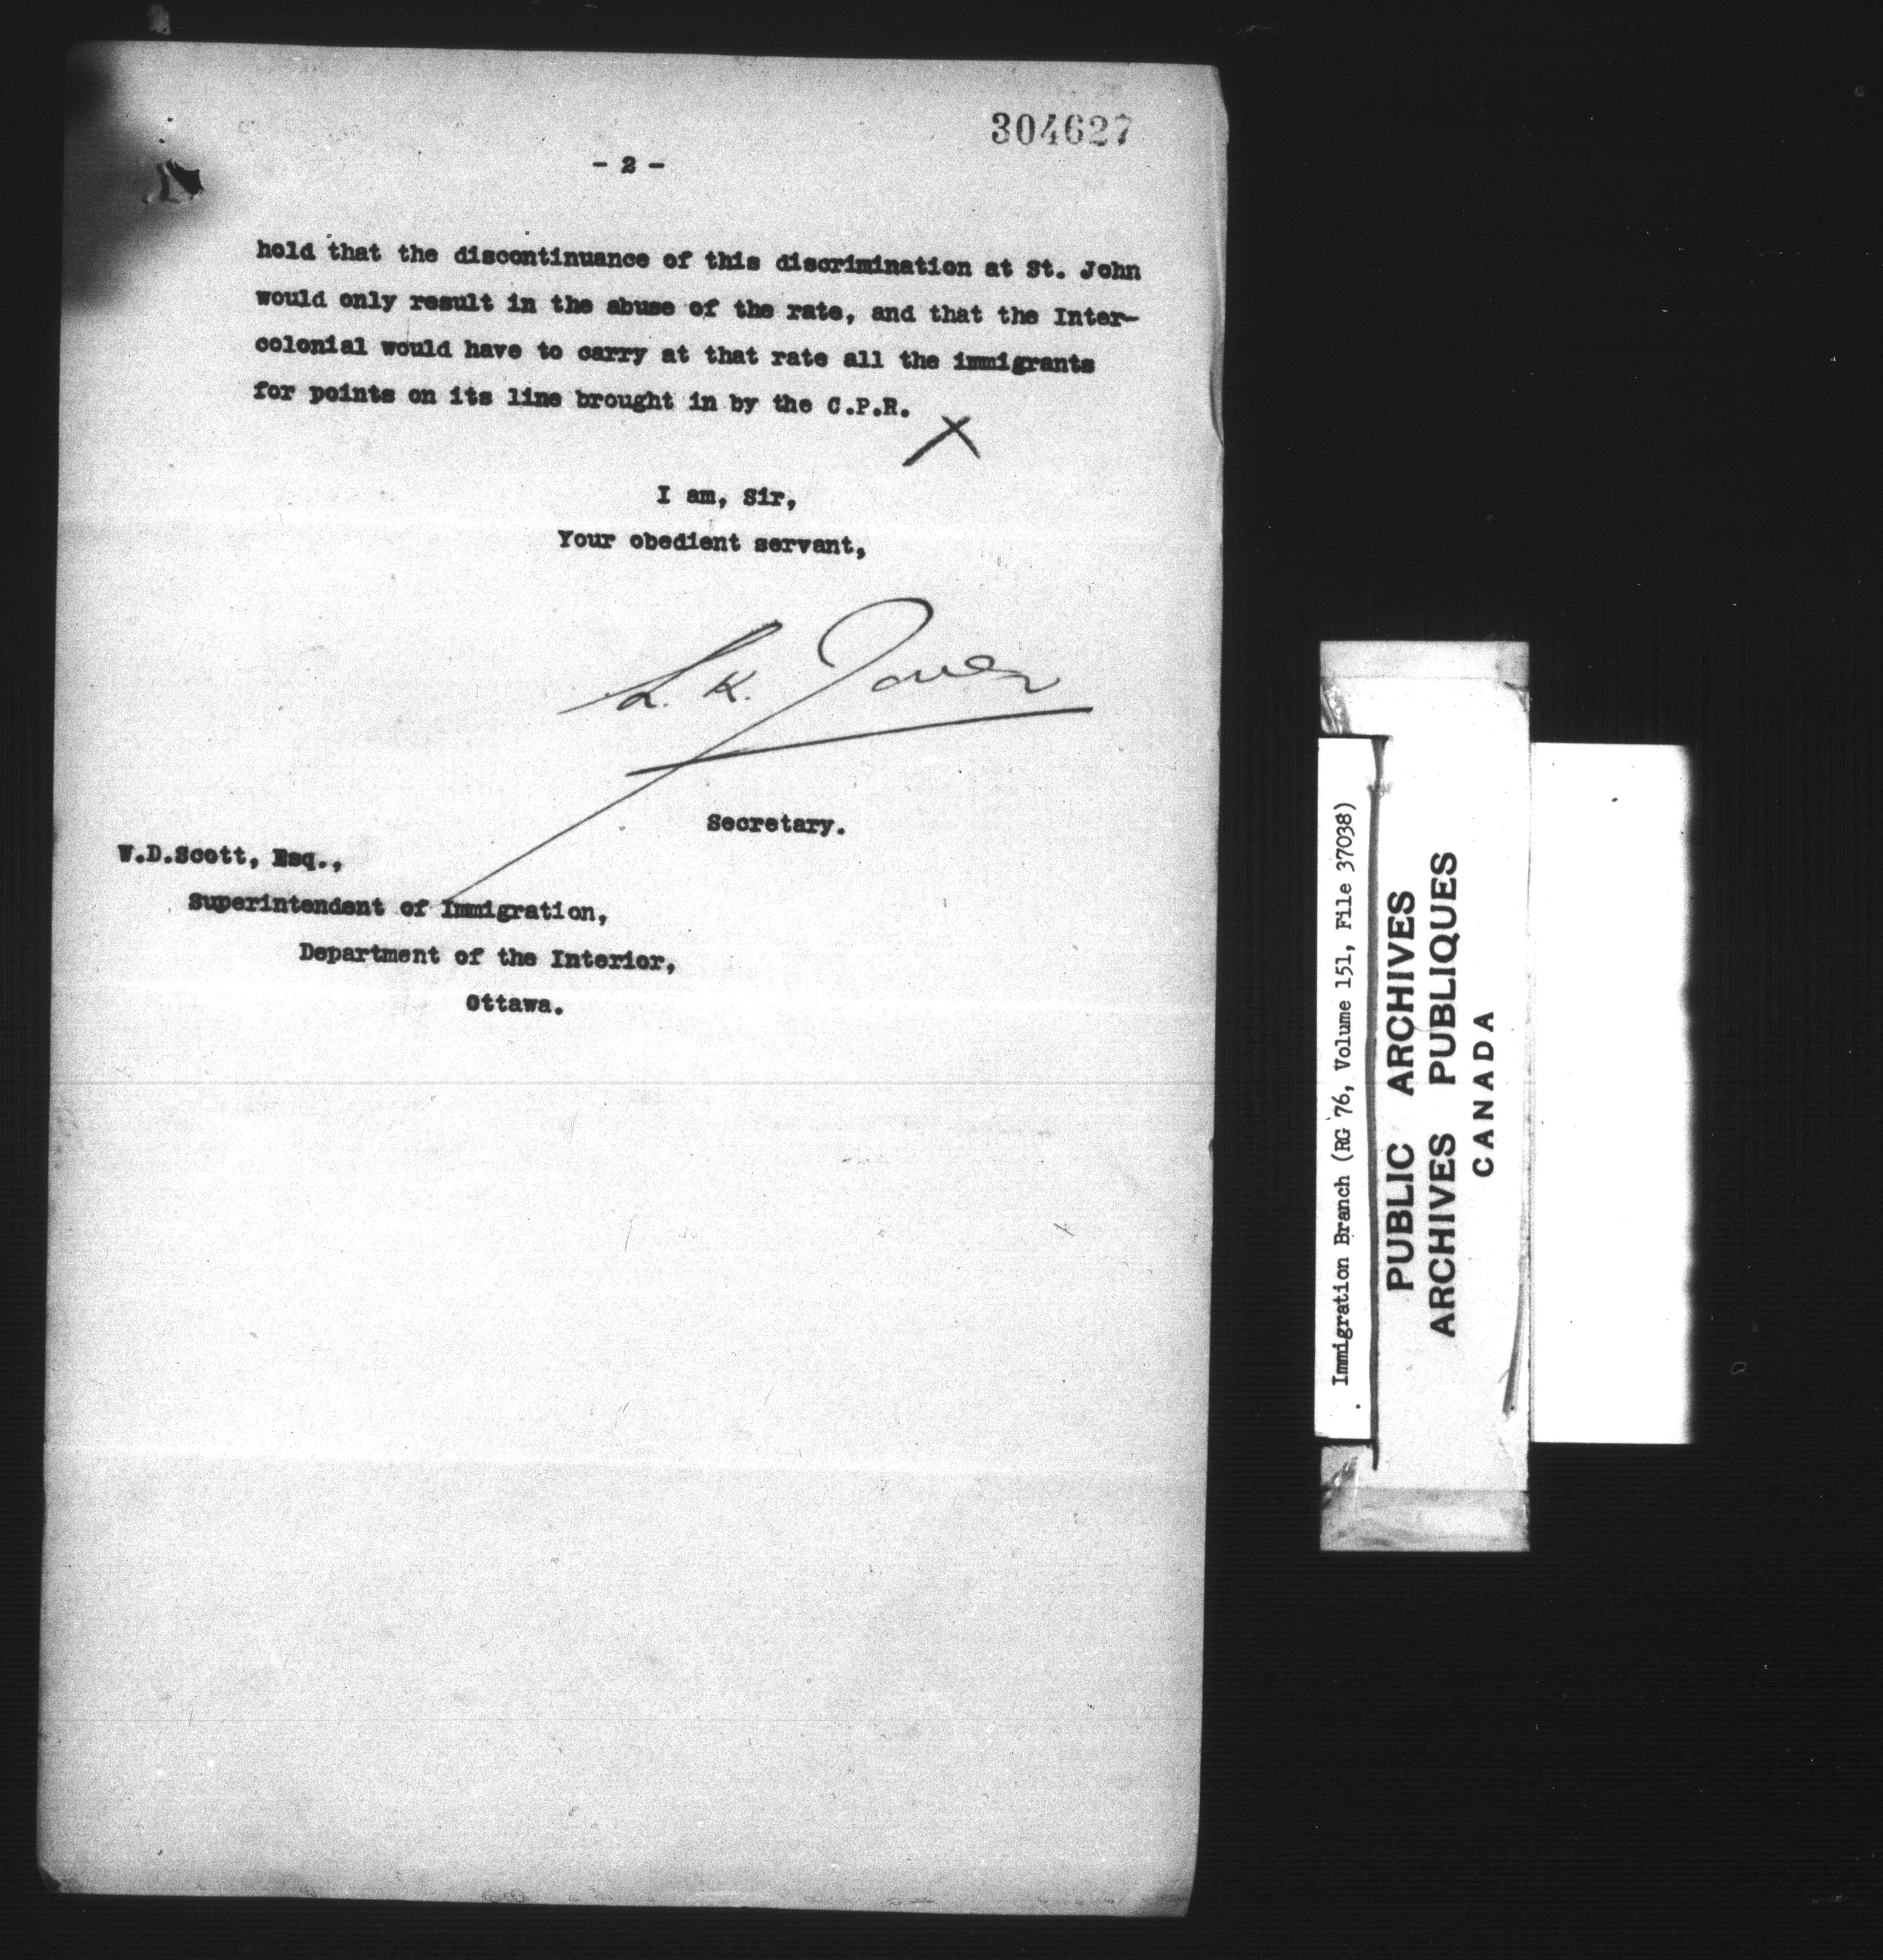 304627
- 2 -
hold that the discontinuance of this discrimination at St. John
would only result in the abuse of the rate, and that the Inter-
colonial would have to carry at that rate all the immigrants
for points on its line brought in by the C.P.R.
X
I am, Sir,
Your obedient servant,
L. K. Jones
Secretary.
W.D.Scott, Esq.,
Superintendent of Immigration,
Department of the Interior,
Ottawa.
Immigration Branch (RG 76, Volume 151, File 37038)
PUBLIC ARCHIVES
ARCHIVES PUBLIQUES
CANADA